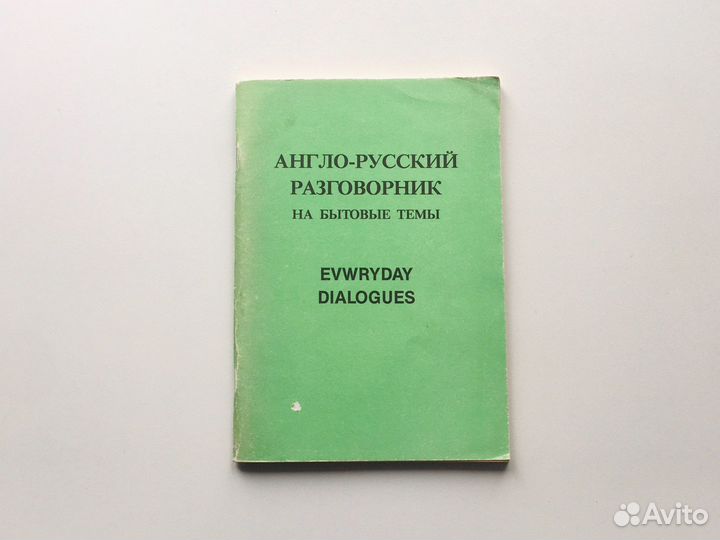 АНГЛО-РУССКИЙ
РАЗГОВОРНИК
НА БЫТОВЫЕ ТЕМЫ
EVWRYDAY
DIALOGUES
Avito